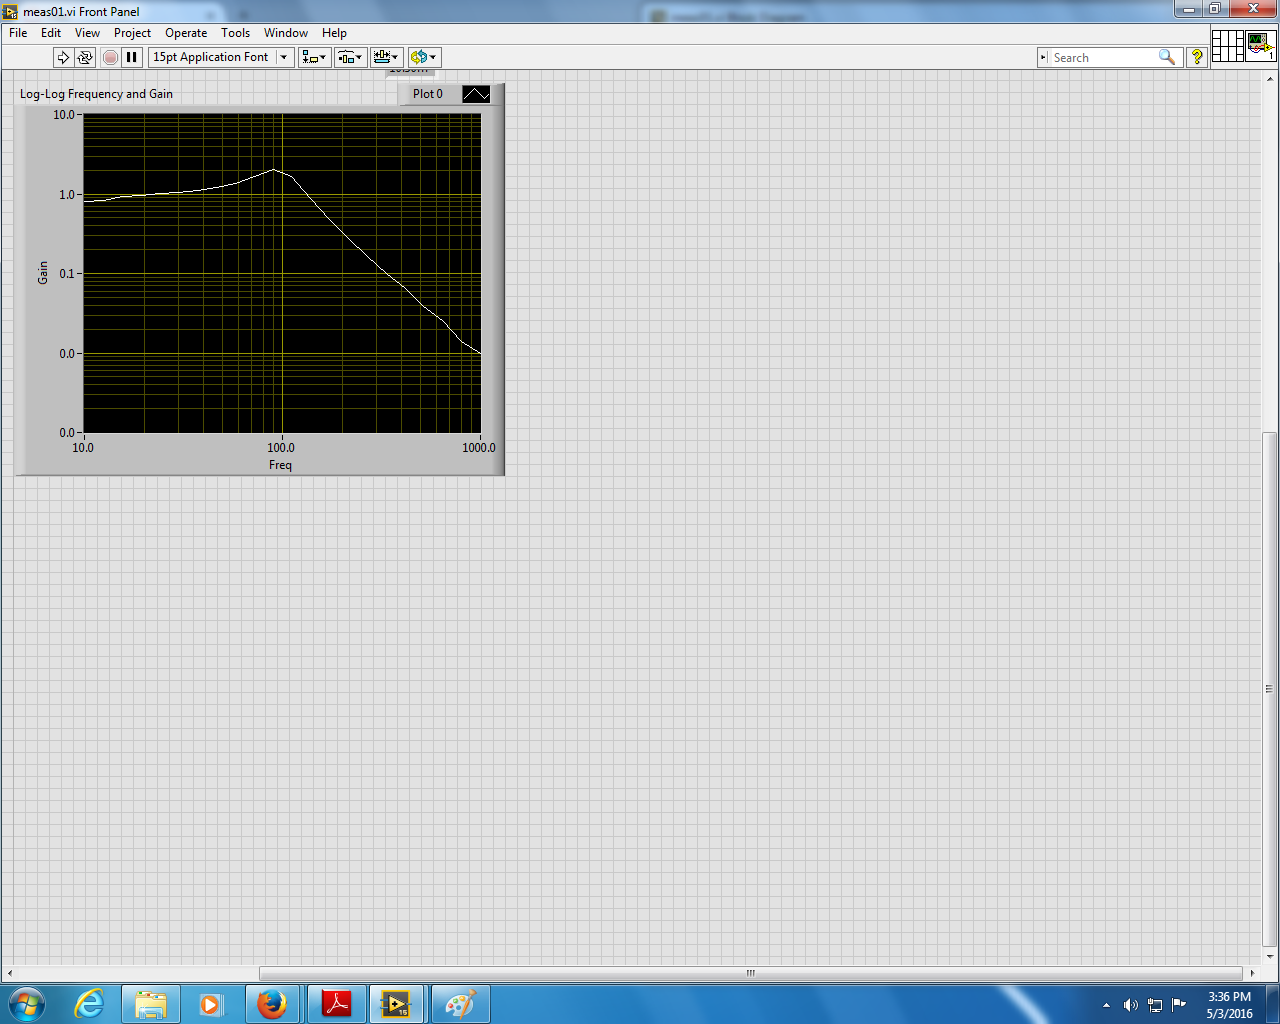 meas01.vi Front Panel
File Edit View Project Operate Tools Window Help
15pt Application Font
Search
?
1
Log-Log Frequency and Gain
Plot 0
10.0
1.0
0.1
0.0
0.0
Gain
10.0 100.0 1000.0
Freq
15
3:36 PM
5/3/2016